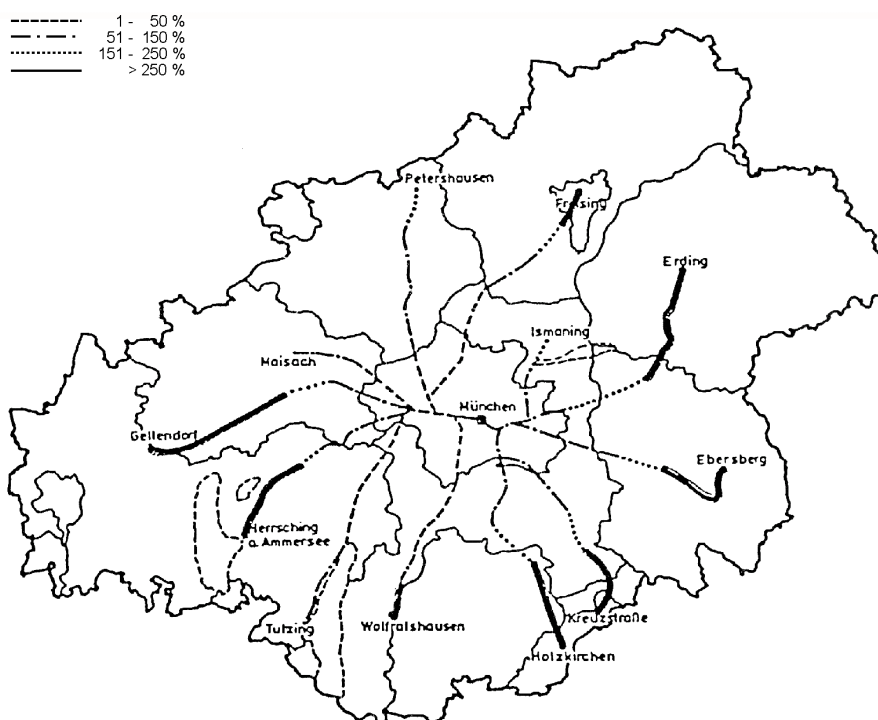 1 - 50 %
51 - 150 %
151 - 250 %
> 250 %
Petershausen
Freising
Erding
Ismaning
Maisach
München
Geltendorf
Ebersberg
Herrsching
a. Ammersee
Tutzing
Wolfratshausen
Kreuzstraße
Holzkirchen